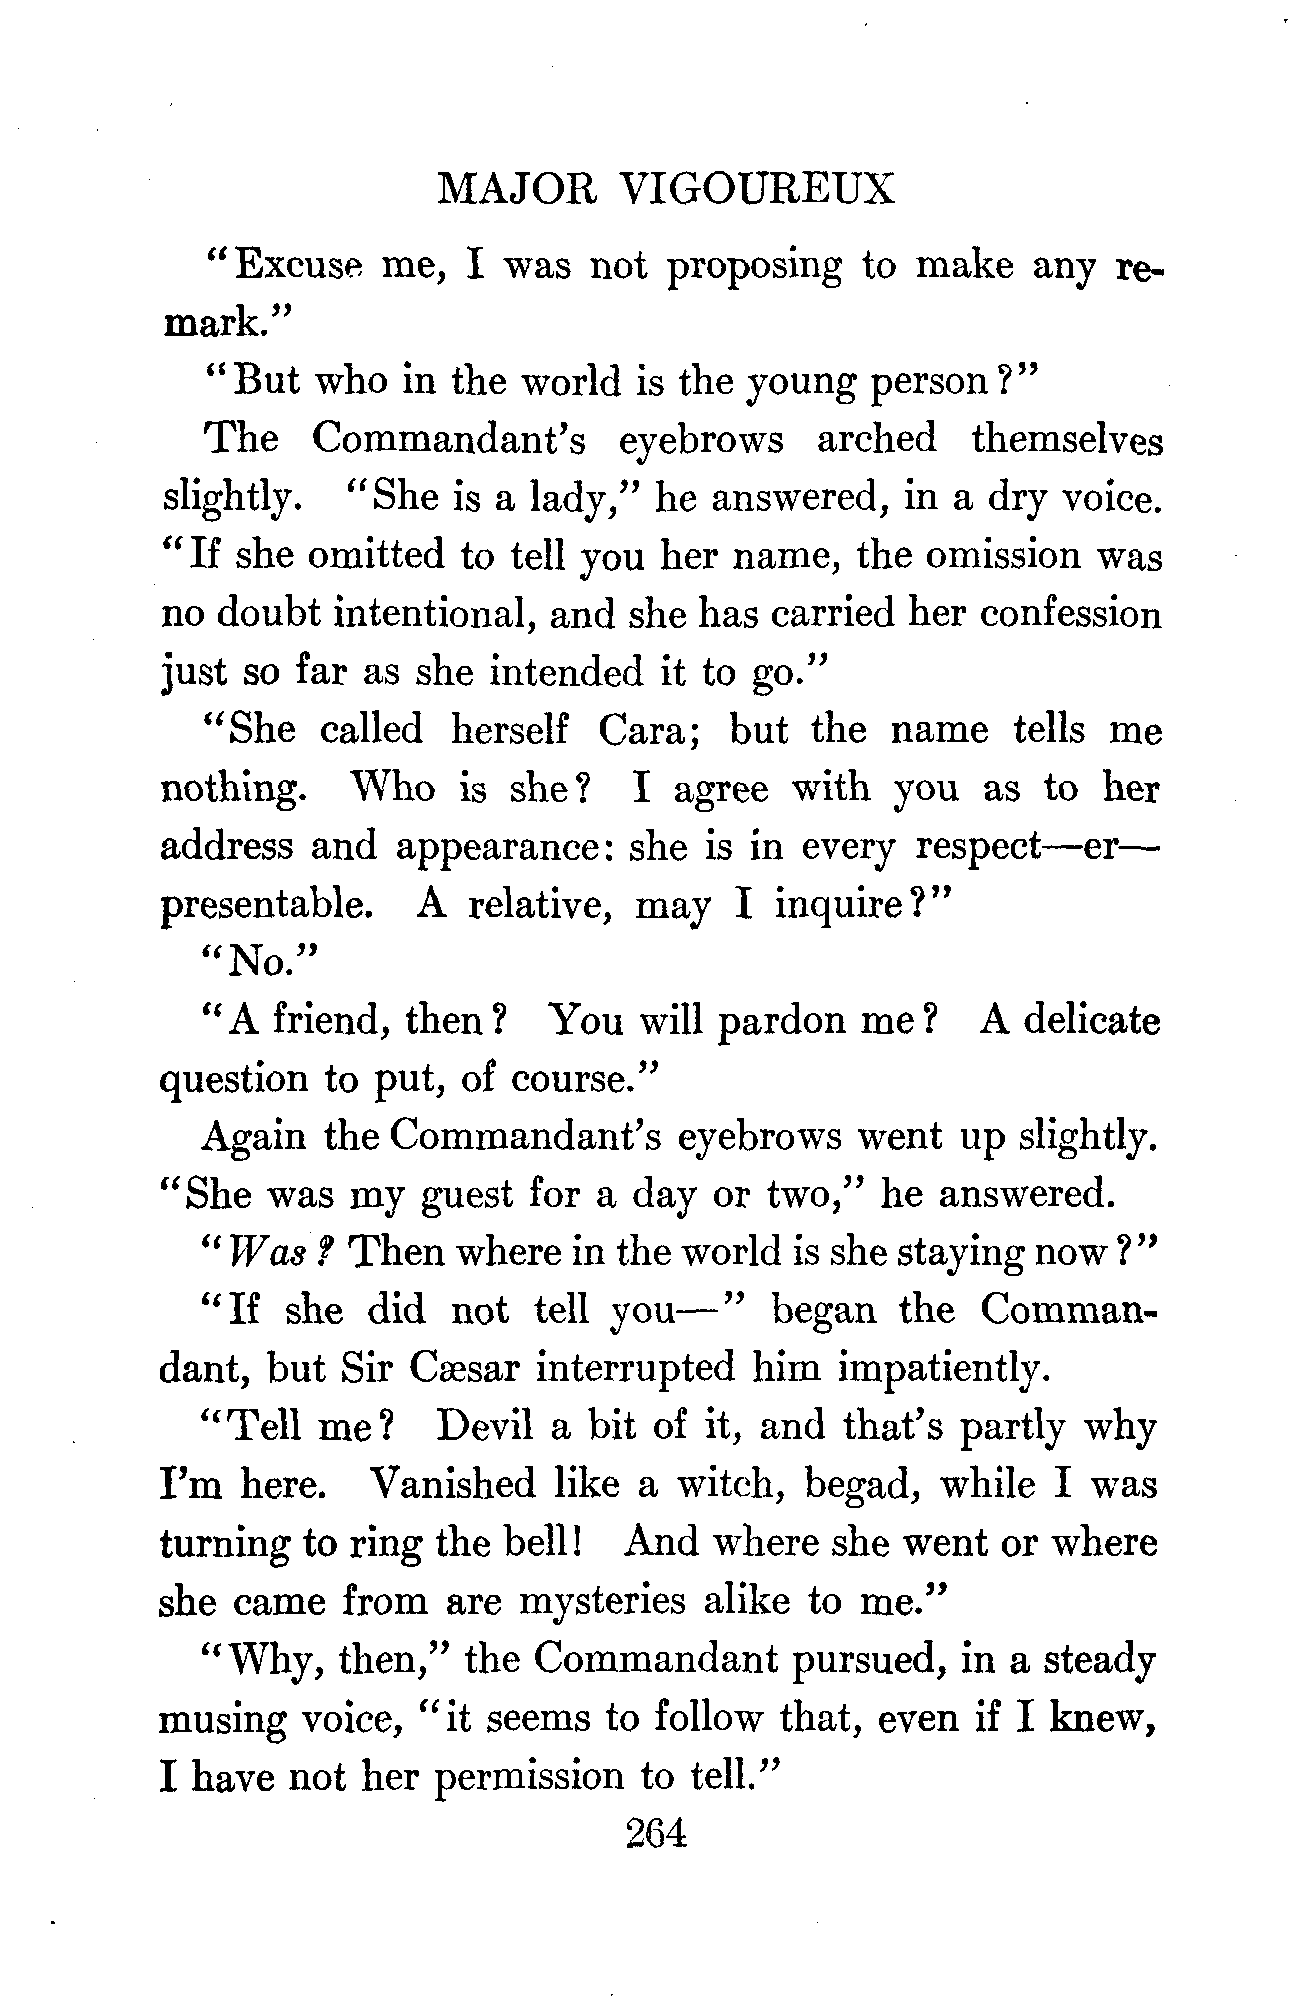 MAJOR VIGOUREUX
"Excuse me, I was not proposing to make any re-
mark."
"But who in the world is the young person?"
The Commandant's eyebrows arched themselves
slightly. "She is a lady," he answered, in a dry voice.
"If she omitted to tell you her name, the omission was
no doubt intentional, and she has carried her confession
just so far as she intended it to go."
"She called herself Cara; but the name tells me
nothing. Who is she? I agree with you as to her
address and appearance: she is in every respect—er—
presentable. A relative, may I inquire?"
"No."
"A friend, then? You will pardon me? A delicate
question to put, of course."
Again the Commandant's eyebrows went up slightly.
"She was my guest for a day or two," he answered.
"Was? Then where in the world is she staying now?"
"If she did not tell you—" began the Comman-
dant, but Sir Cæsar interrupted him impatiently.
"Tell me? Devil a bit of it, and that's partly why
I'm here. Vanished like a witch, begad, while I was
turning to ring the bell! And where she went or where
she came from are mysteries alike to me."
"Why, then," the Commandant pursued, in a steady
musing voice, "it seems to follow that, even if I knew,
I have not her permission to tell."
264